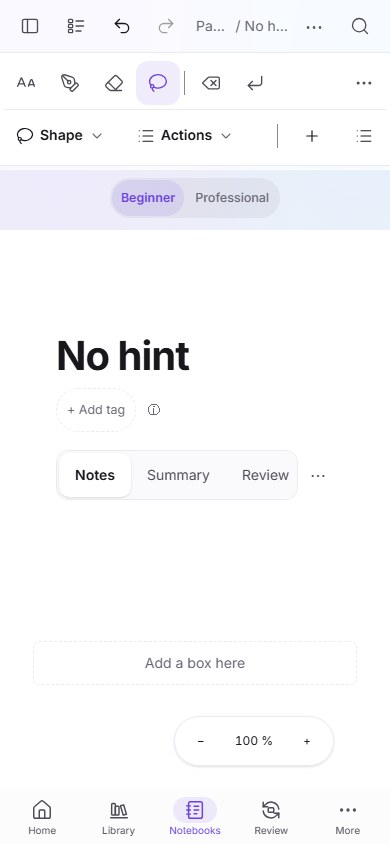 Pa... / No h...
AA
Shape
Actions
Beginner Professional
No hint
+ Add tag
Notes Summary Review
Add a box here
− 100 % +
Home Library Notebooks Review More